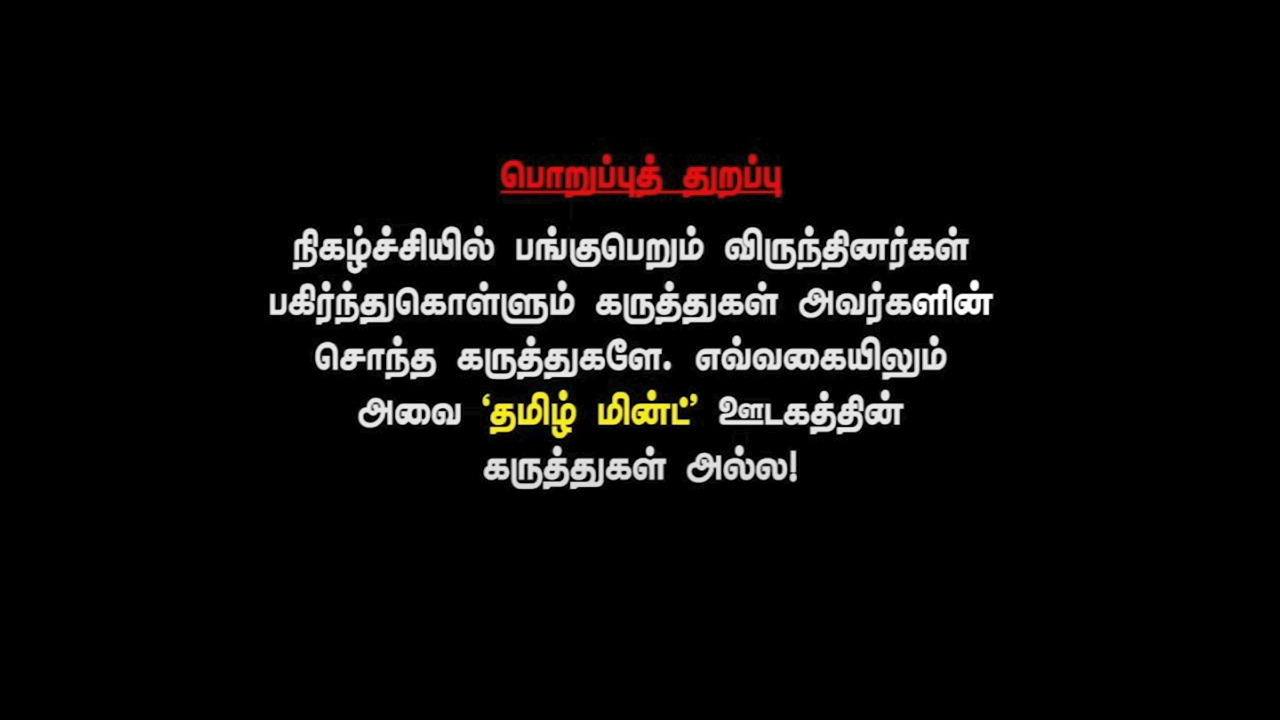 பொறுப்புத் துறப்பு
நிகழ்ச்சியில் பங்குபெறும் விருந்தினர்கள்
பகிர்ந்துகொள்ளும் கருத்துகள் அவர்களின்
சொந்த கருத்துகளே. எவ்வகையிலும்
அவை ‘தமிழ் மின்ட்’ ஊடகத்தின்
கருத்துகள் அல்ல!